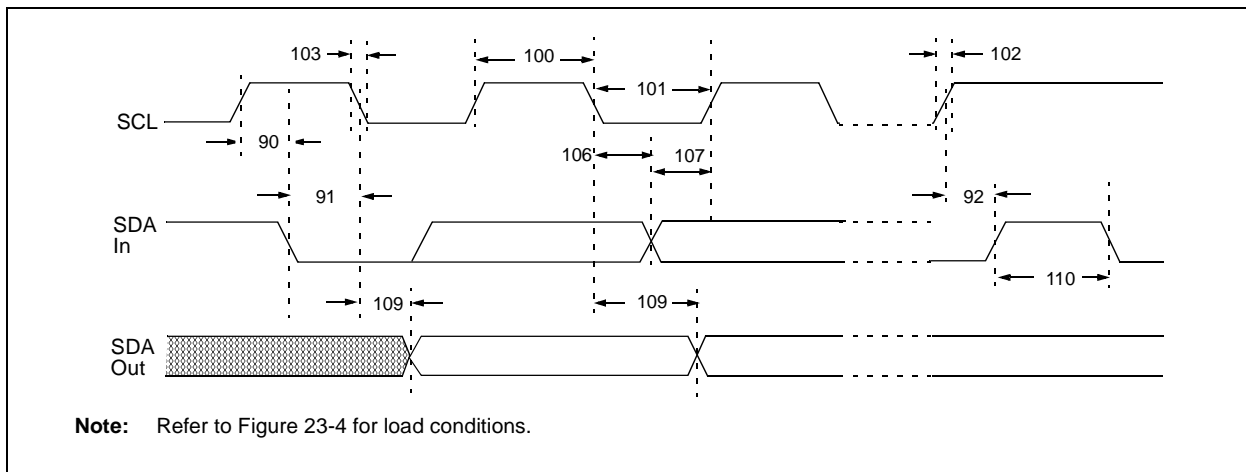 103
100
102
101
SCL
90
106
107
91
92
SDA
In
109
109
110
SDA
Out
Note: Refer to Figure 23-4 for load conditions.